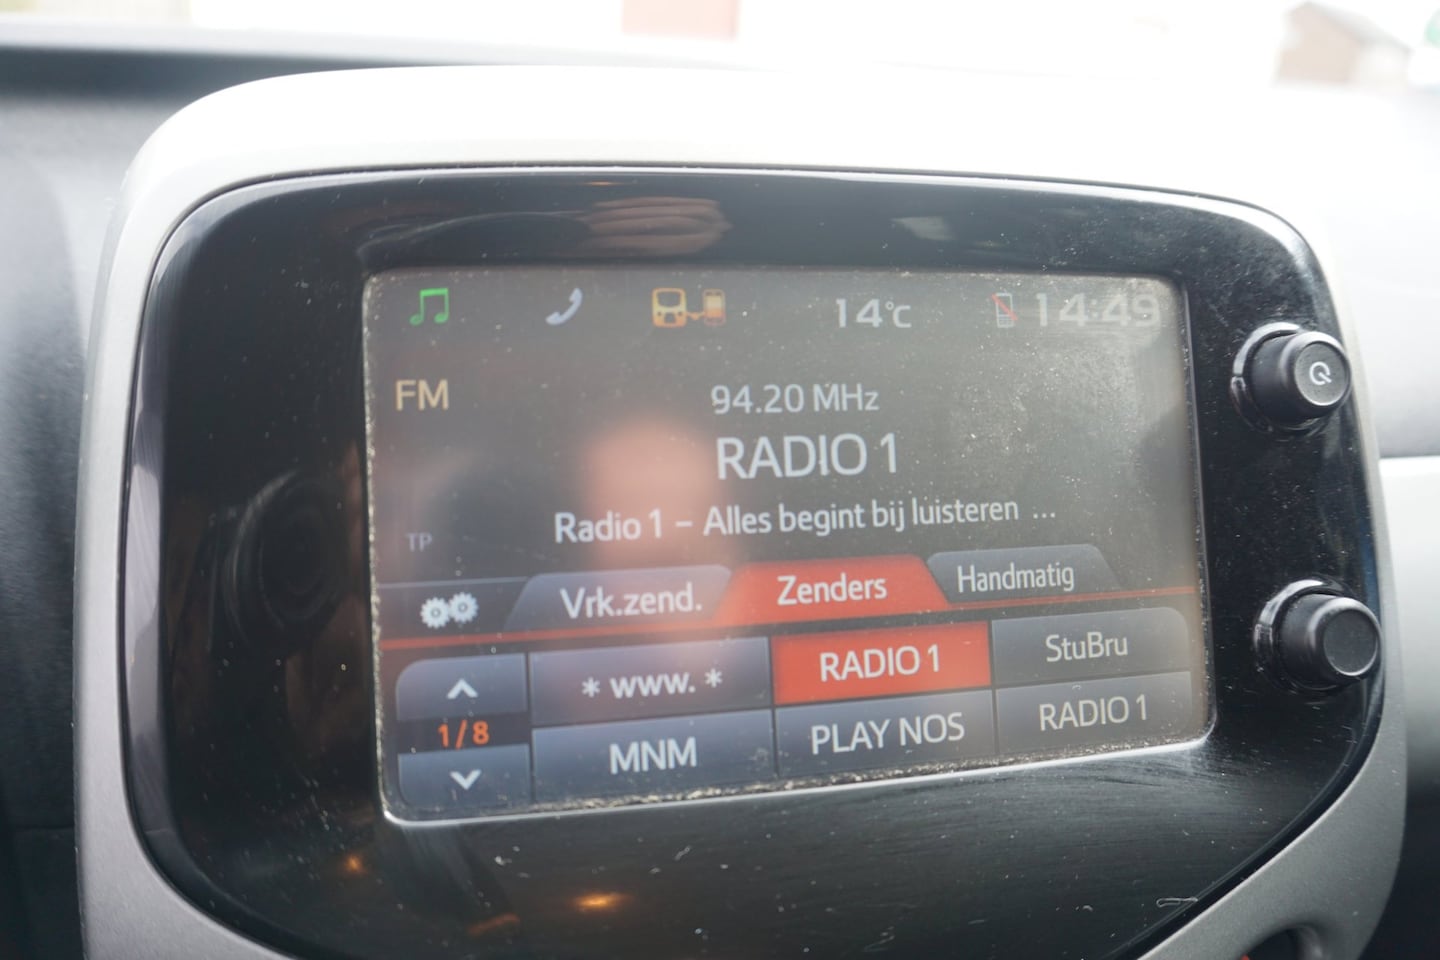 14°C 14:49
FM
94.20 MHz
RADIO 1
Radio 1 – Alles begint bij luisteren ...
TP
Vrk.zend. Zenders Handmatig
* www. * RADIO 1 StuBru
1/8
MNM PLAY NOS RADIO 1